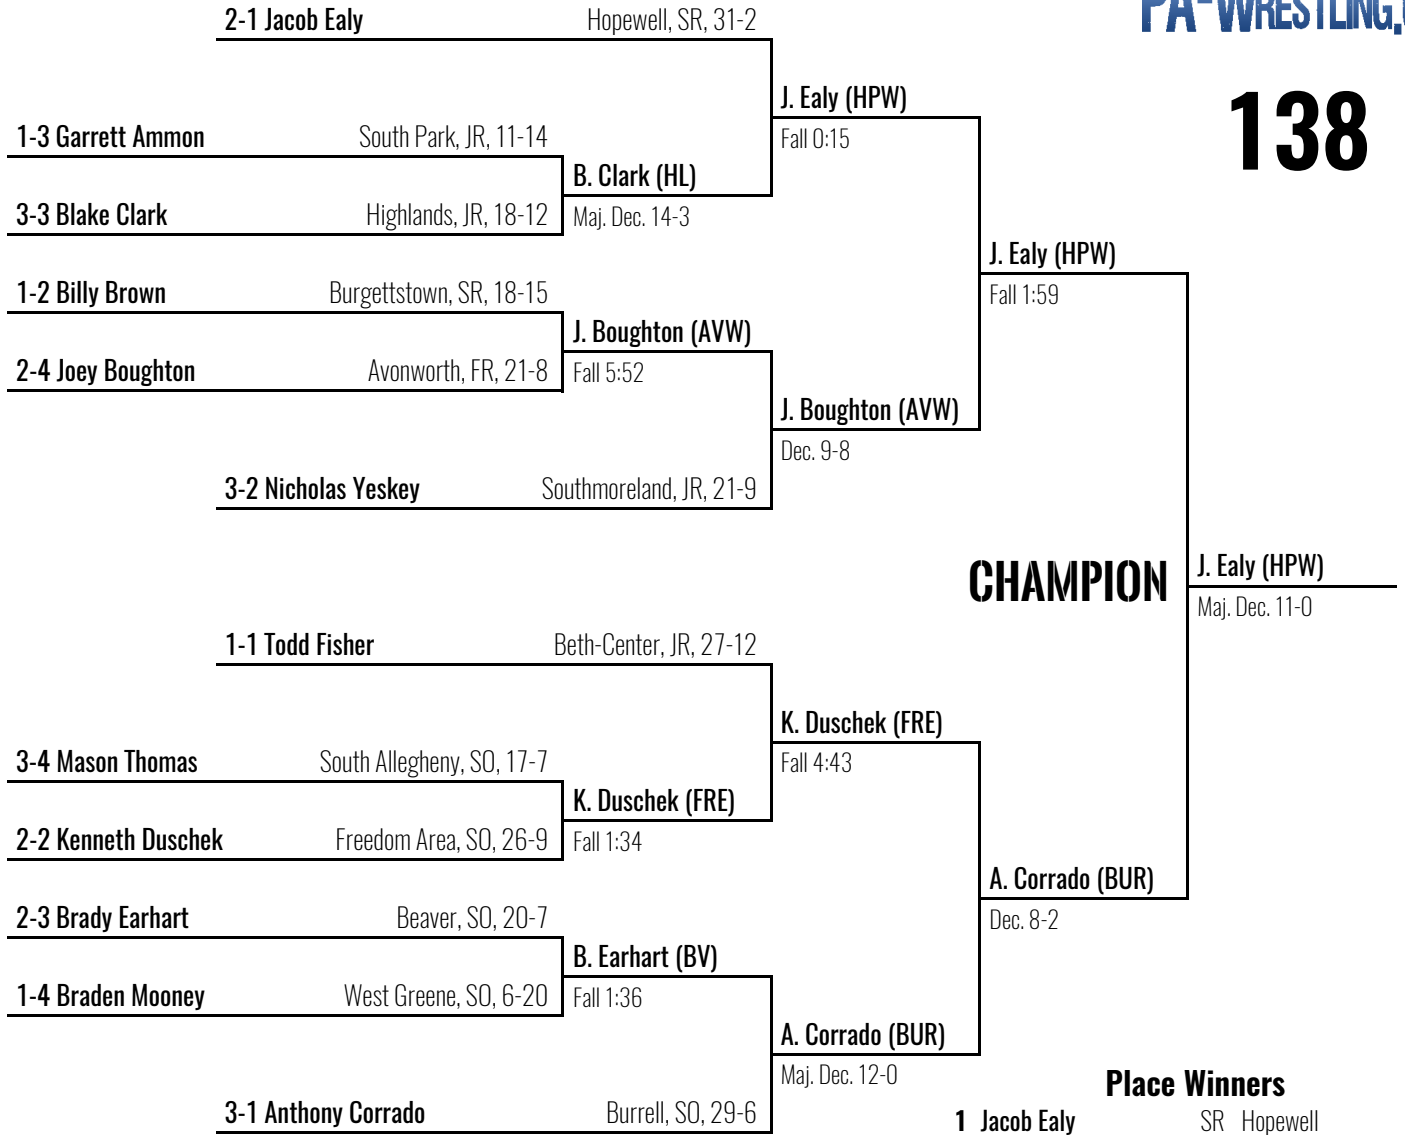 2-1 Jacob Ealy Hopewell, SR, 31-2
PA-WRESTLING.
J. Ealy (HPW)
Fall 0:15
138
1-3 Garrett Ammon South Park, JR, 11-14
B. Clark (HL)
3-3 Blake Clark Highlands, JR, 18-12
Maj. Dec. 14-3
J. Ealy (HPW)
Fall 1:59
1-2 Billy Brown Burgettstown, SR, 18-15
J. Boughton (AVW)
2-4 Joey Boughton Avonworth, FR, 21-8
Fall 5:52
J. Boughton (AVW)
Dec. 9-8
3-2 Nicholas Yeskey Southmoreland, JR, 21-9
CHAMPION
J. Ealy (HPW)
Maj. Dec. 11-0
1-1 Todd Fisher Beth-Center, JR, 27-12
K. Duschek (FRE)
Fall 4:43
3-4 Mason Thomas South Allegheny, SO, 17-7
K. Duschek (FRE)
2-2 Kenneth Duschek Freedom Area, SO, 26-9
Fall 1:34
A. Corrado (BUR)
Dec. 8-2
2-3 Brady Earhart Beaver, SO, 20-7
B. Earhart (BV)
1-4 Braden Mooney West Greene, SO, 6-20
Fall 1:36
A. Corrado (BUR)
Maj. Dec. 12-0
3-1 Anthony Corrado Burrell, SO, 29-6
Place Winners
1 Jacob Ealy SR Hopewell